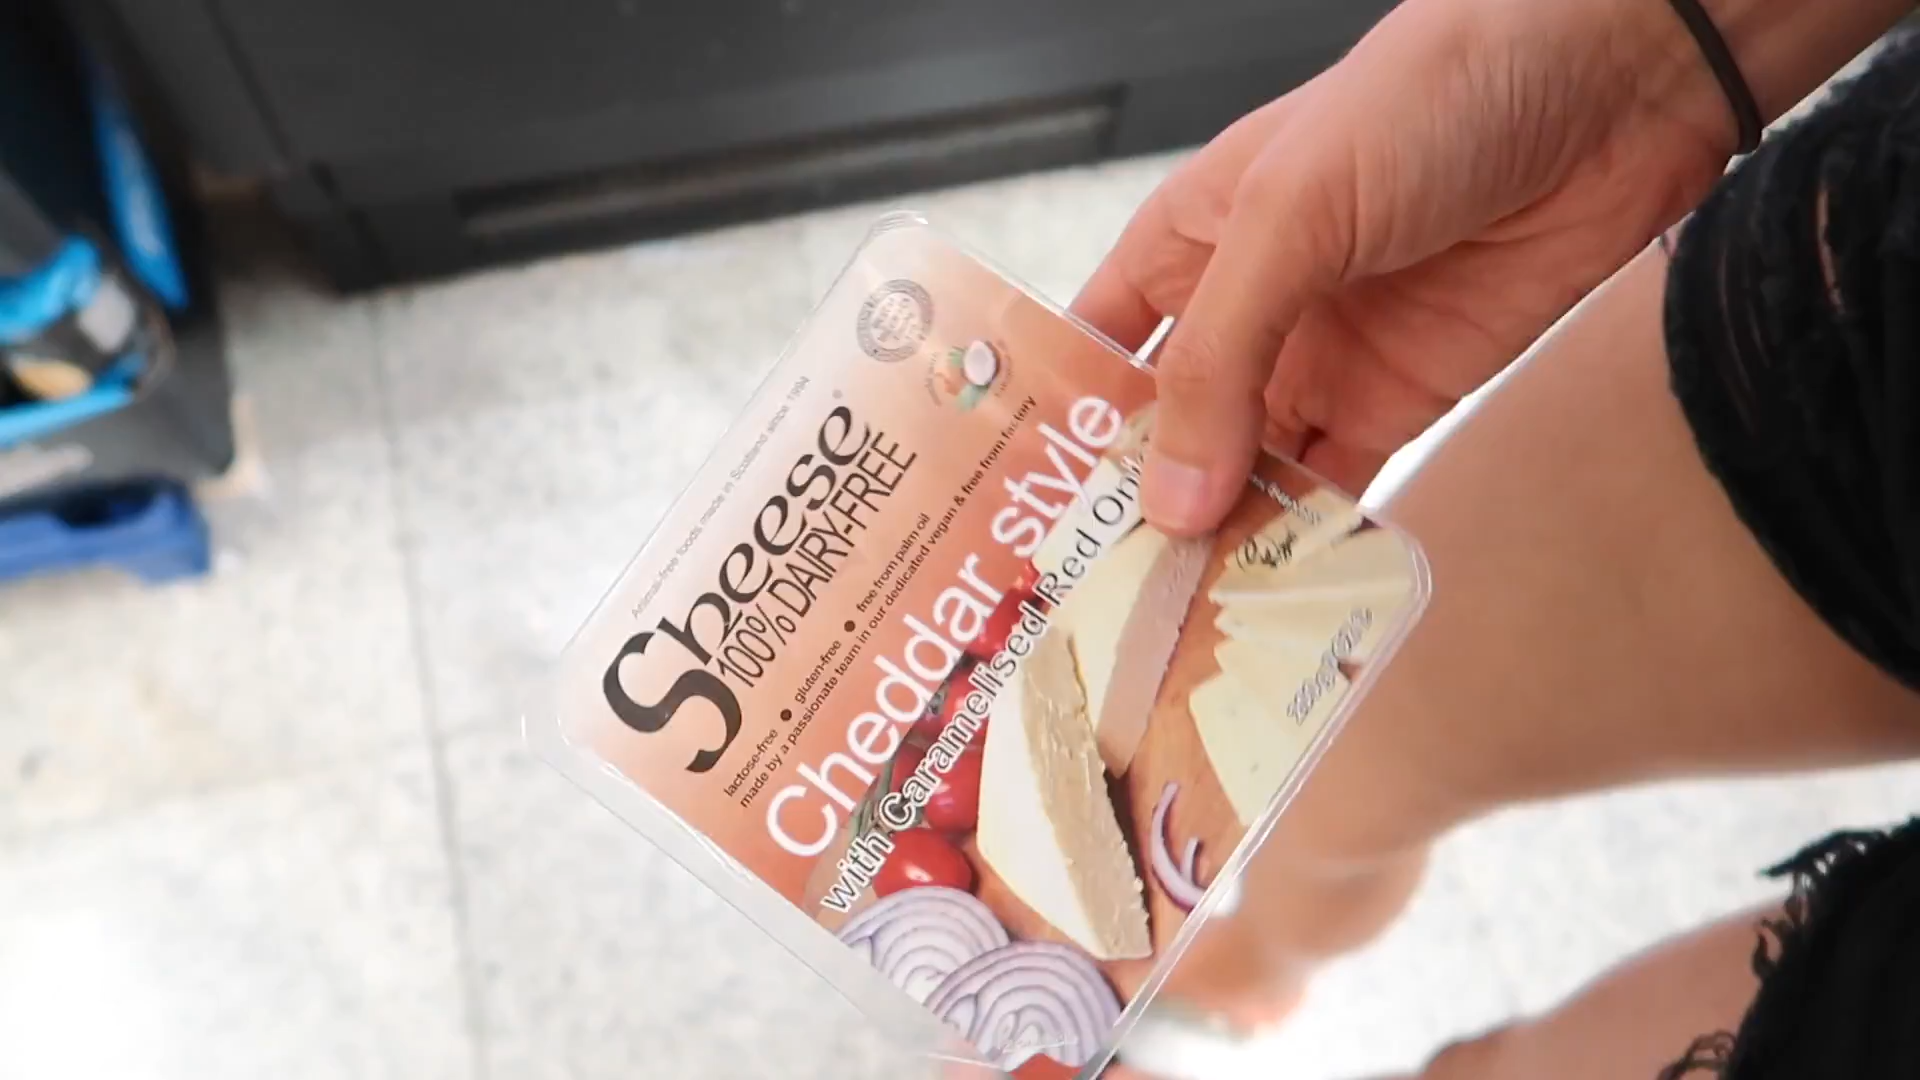 Animal-free foods made in Scotland since 1994
Sheese®
100% DAIRY-FREE
lactose-free ● gluten-free ● free from palm oil
made by a passionate team in our dedicated vegan & free from factory
Cheddar style
with Caramelised Red